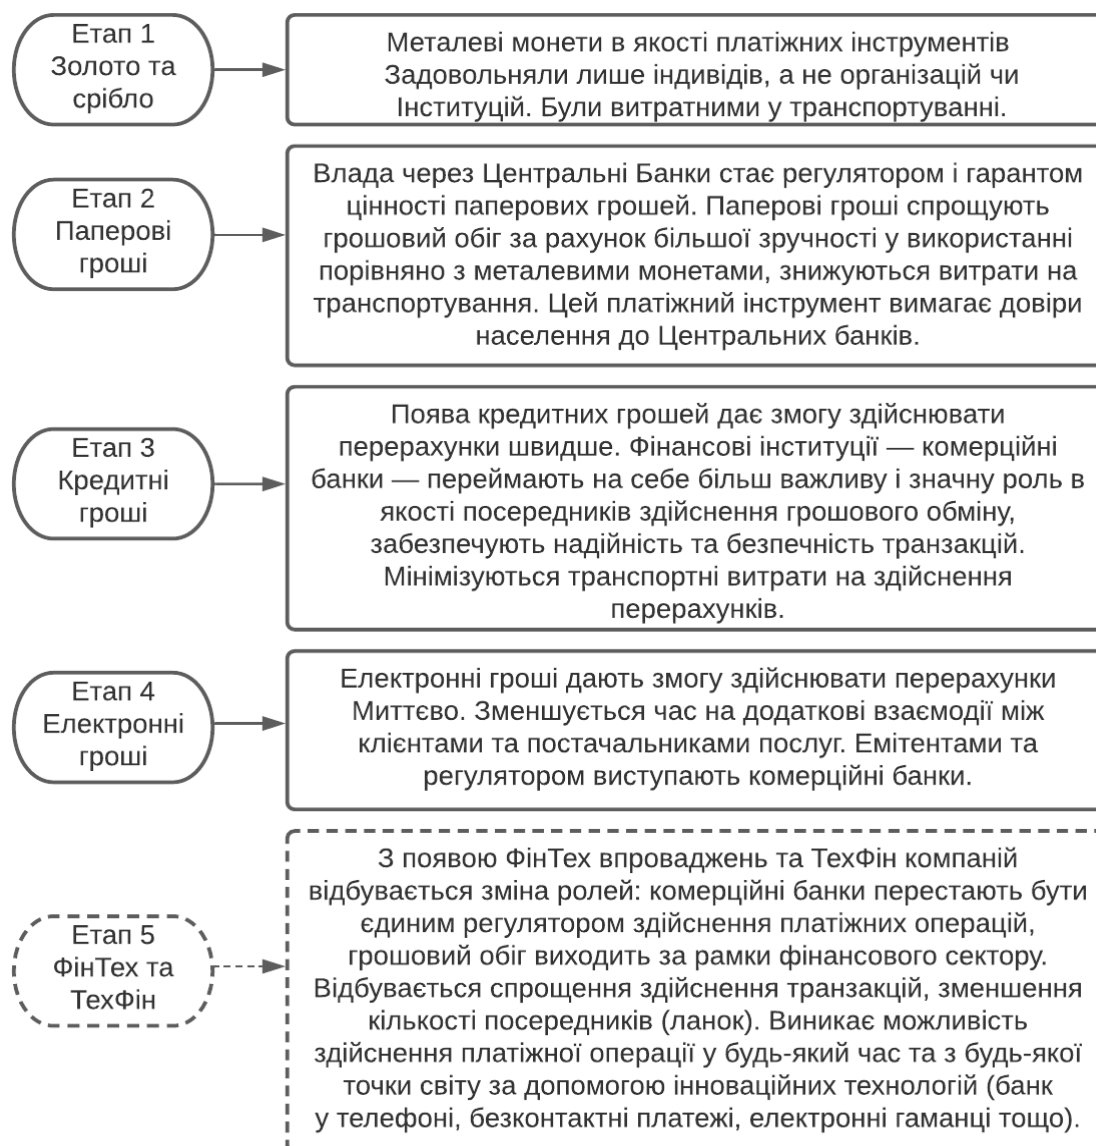 Етап 1
Золото та
срібло
Металеві монети в якості платіжних інструментів
Задовольняли лише індивідів, а не організацій чи
Інституцій. Були витратними у транспортуванні.
Етап 2
Паперові
гроші
Влада через Центральні Банки стає регулятором і гарантом
цінності паперових грошей. Паперові гроші спрощують
грошовий обіг за рахунок більшої зручності у використанні
порівняно з металевими монетами, знижуються витрати на
транспортування. Цей платіжний інструмент вимагає довіри
населення до Центральних банків.
Етап 3
Кредитні
гроші
Поява кредитних грошей дає змогу здійснювати
перерахунки швидше. Фінансові інституції — комерційні
банки — переймають на себе більш важливу і значну роль в
якості посередників здійснення грошового обміну,
забезпечують надійність та безпечність транзакцій.
Мінімізуються транспортні витрати на здійснення
перерахунків.
Етап 4
Електронні
гроші
Електронні гроші дають змогу здійснювати перерахунки
Миттєво. Зменшується час на додаткові взаємодії між
клієнтами та постачальниками послуг. Емітентами та
регулятором виступають комерційні банки.
Етап 5
ФінТех та
ТехФін
З появою ФінТех впроваджень та ТехФін компаній
відбувається зміна ролей: комерційні банки перестають бути
єдиним регулятором здійснення платіжних операцій,
грошовий обіг виходить за рамки фінансового сектору.
Відбувається спрощення здійснення транзакцій, зменшення
кількості посередників (ланок). Виникає можливість
здійснення платіжної операції у будь-який час та з будь-якої
точки світу за допомогою інноваційних технологій (банк
у телефоні, безконтактні платежі, електронні гаманці тощо).